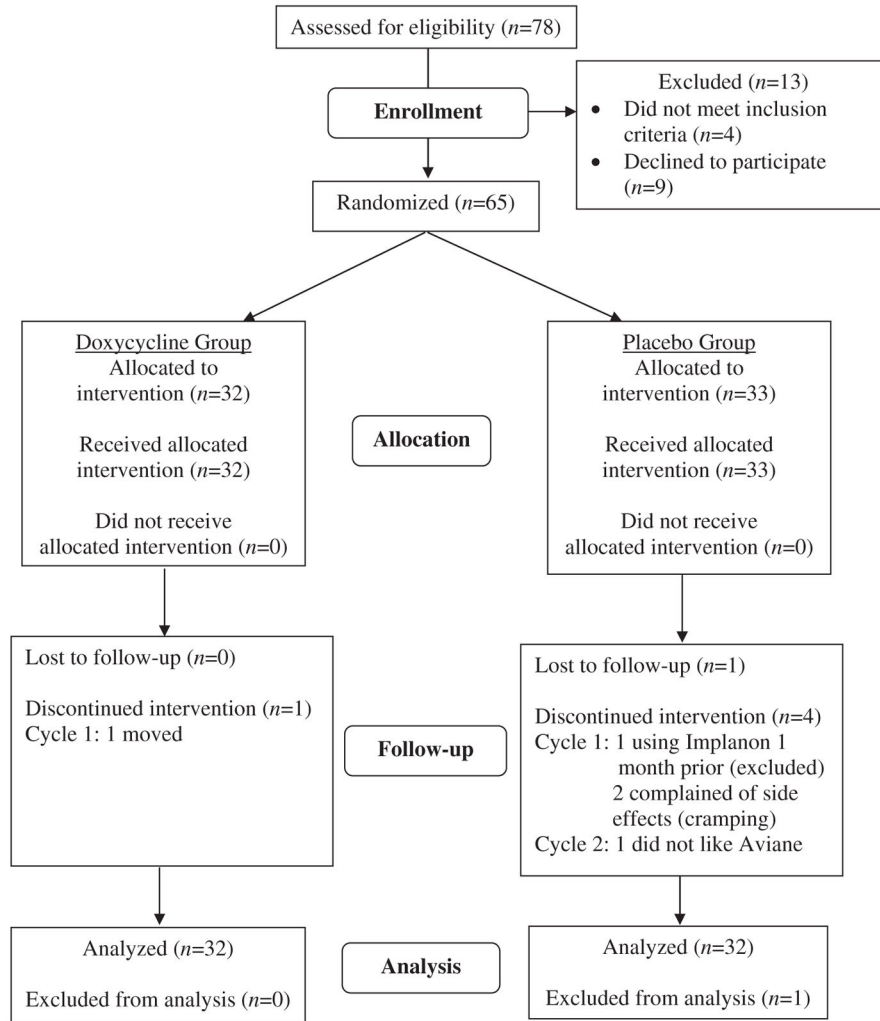 Assessed for eligibility (n=78)
Enrollment
Excluded (n=13)
• Did not meet inclusion
criteria (n=4)
• Declined to participate
(n=9)
Randomized (n=65)
Doxycycline Group
Allocated to
intervention (n=32)
Received allocated
intervention (n=32)
Did not receive
allocated intervention (n=0)
Allocation
Placebo Group
Allocated to
intervention (n=33)
Received allocated
intervention (n=33)
Did not receive
allocated intervention (n=0)
Lost to follow-up (n=0)
Discontinued intervention (n=1)
Cycle 1: 1 moved
Follow-up
Lost to follow-up (n=1)
Discontinued intervention (n=4)
Cycle 1: 1 using Implanon 1
month prior (excluded)
2 complained of side
effects (cramping)
Cycle 2: 1 did not like Aviane
Analyzed (n=32)
Excluded from analysis (n=0)
Analysis
Analyzed (n=32)
Excluded from analysis (n=1)